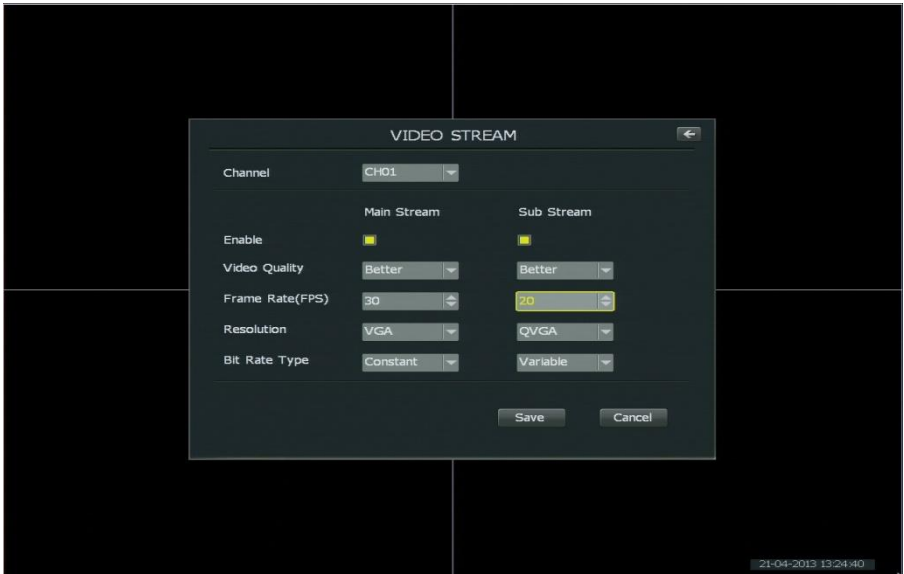 VIDEO STREAM
Channel CH01
Main Stream Sub Stream
Enable
Video Quality Better Better
Frame Rate(FPS) 30 20
Resolution VGA QVGA
Bit Rate Type Constant Variable
Save Cancel
21-04-2013 13:24:40